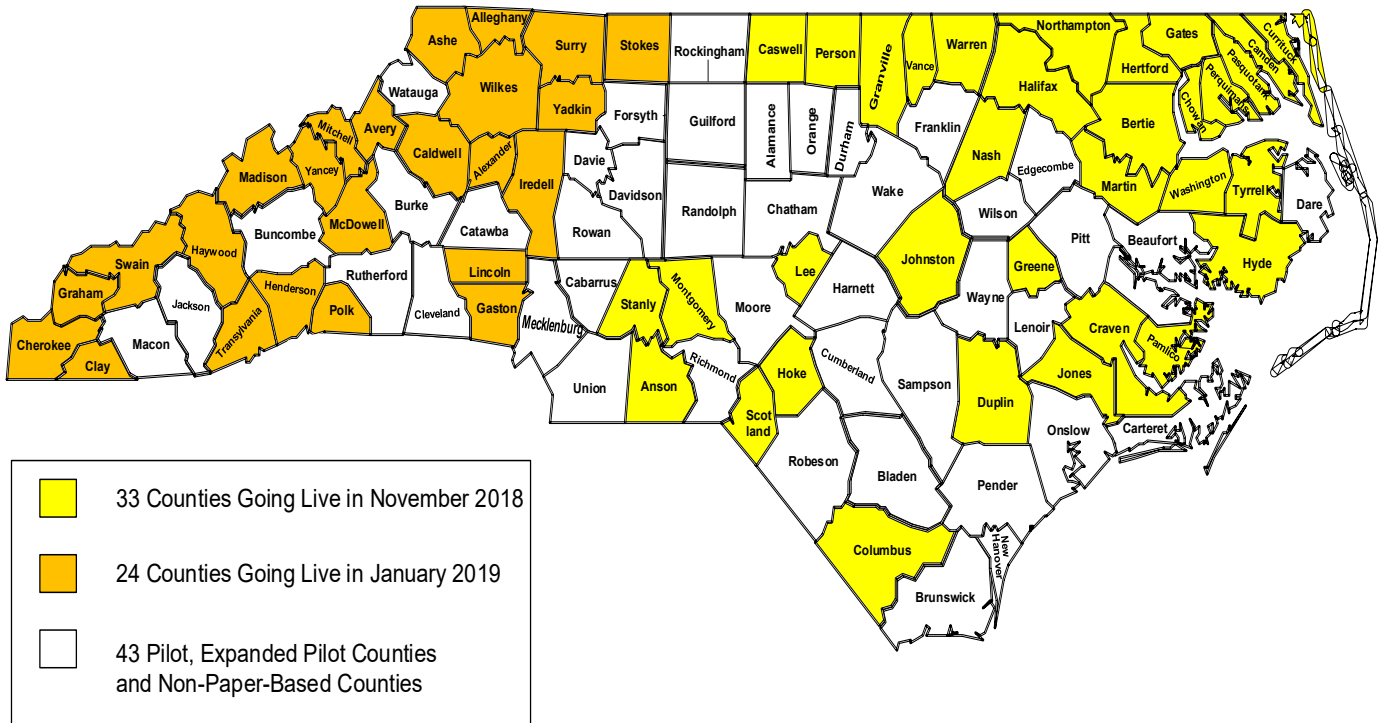 Alleghany
Ashe
Surry
Stokes
Rockingham
Caswell
Person
Granville
Vance
Warren
Northampton
Gates
Hertford
Halifax
Currituck
Camden
Pasquotank
Perquimans
Chowan
Bertie
Watauga
Wilkes
Yadkin
Forsyth
Guilford
Alamance
Orange
Durham
Franklin
Nash
Edgecombe
Martin
Washington
Tyrrell
Dare
Mitchell
Avery
Caldwell
Alexander
Iredell
Davie
Davidson
Randolph
Chatham
Wake
Wilson
Pitt
Beaufort
Hyde
Madison
Yancey
McDowell
Burke
Catawba
Rowan
Buncombe
Haywood
Swain
Graham
Jackson
Henderson
Rutherford
Lincoln
Cabarrus
Stanly
Montgomery
Moore
Lee
Harnett
Johnston
Wayne
Greene
Lenoir
Craven
Pamlico
Cherokee
Clay
Macon
Transylvania
Polk
Cleveland
Gaston
Mecklenburg
Union
Anson
Richmond
Scot
land
Hoke
Cumberland
Sampson
Duplin
Jones
Onslow
Carteret
Robeson
Bladen
Pender
Columbus
New
Hanover
Brunswick
33 Counties Going Live in November 2018
24 Counties Going Live in January 2019
43 Pilot, Expanded Pilot Counties
and Non-Paper-Based Counties